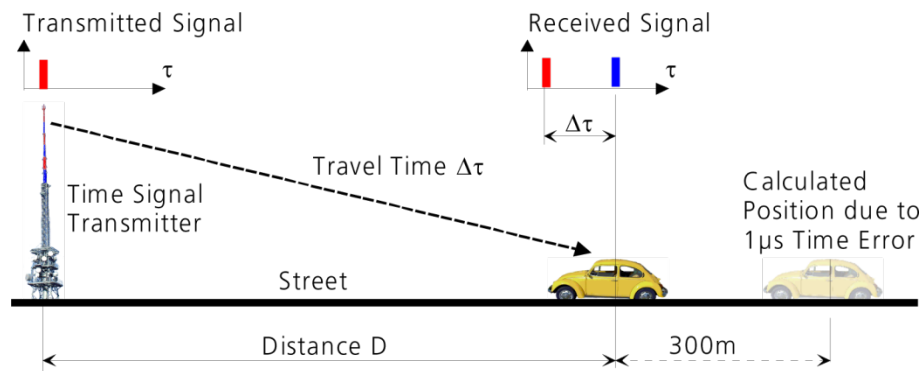 Transmitted Signal
τ
Received Signal
τ
Δτ
Travel Time Δτ
Time Signal
Transmitter
Calculated
Position due to
1µs Time Error
Street
Distance D
300m